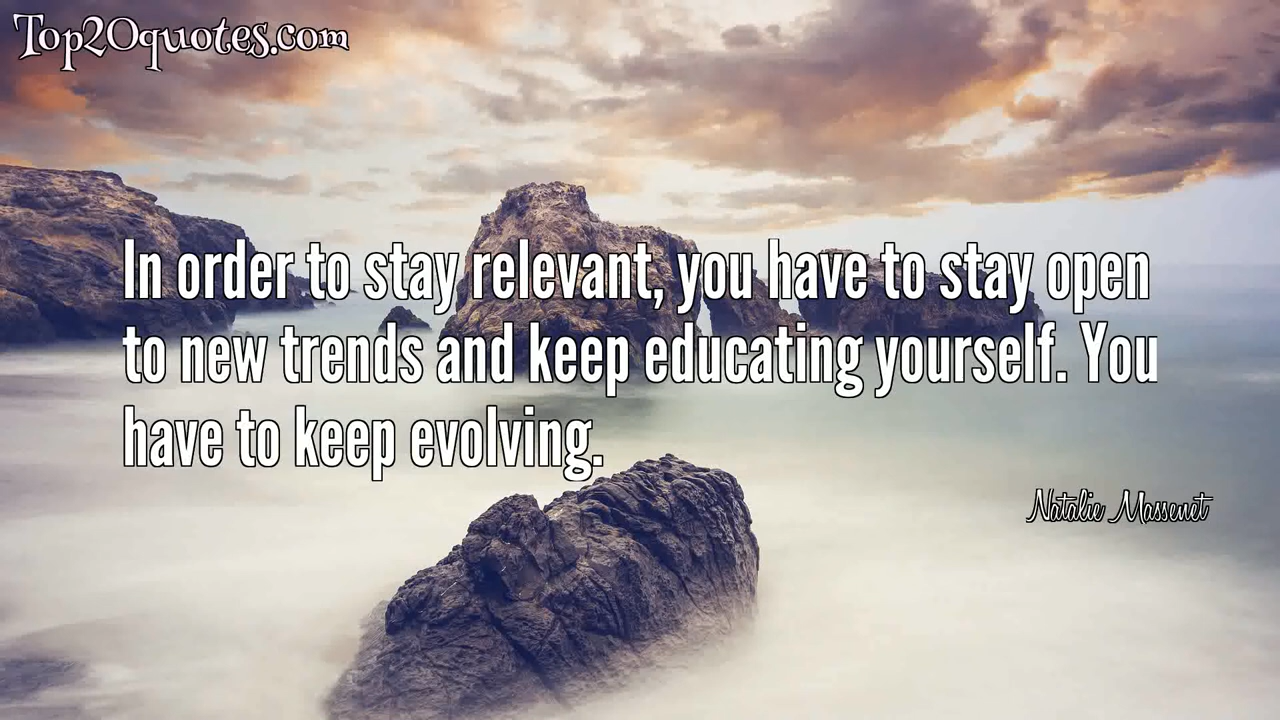 Top20quotes.com
In order to stay relevant, you have to stay open
to new trends and keep educating yourself. You
have to keep evolving.
Natalie Massenet